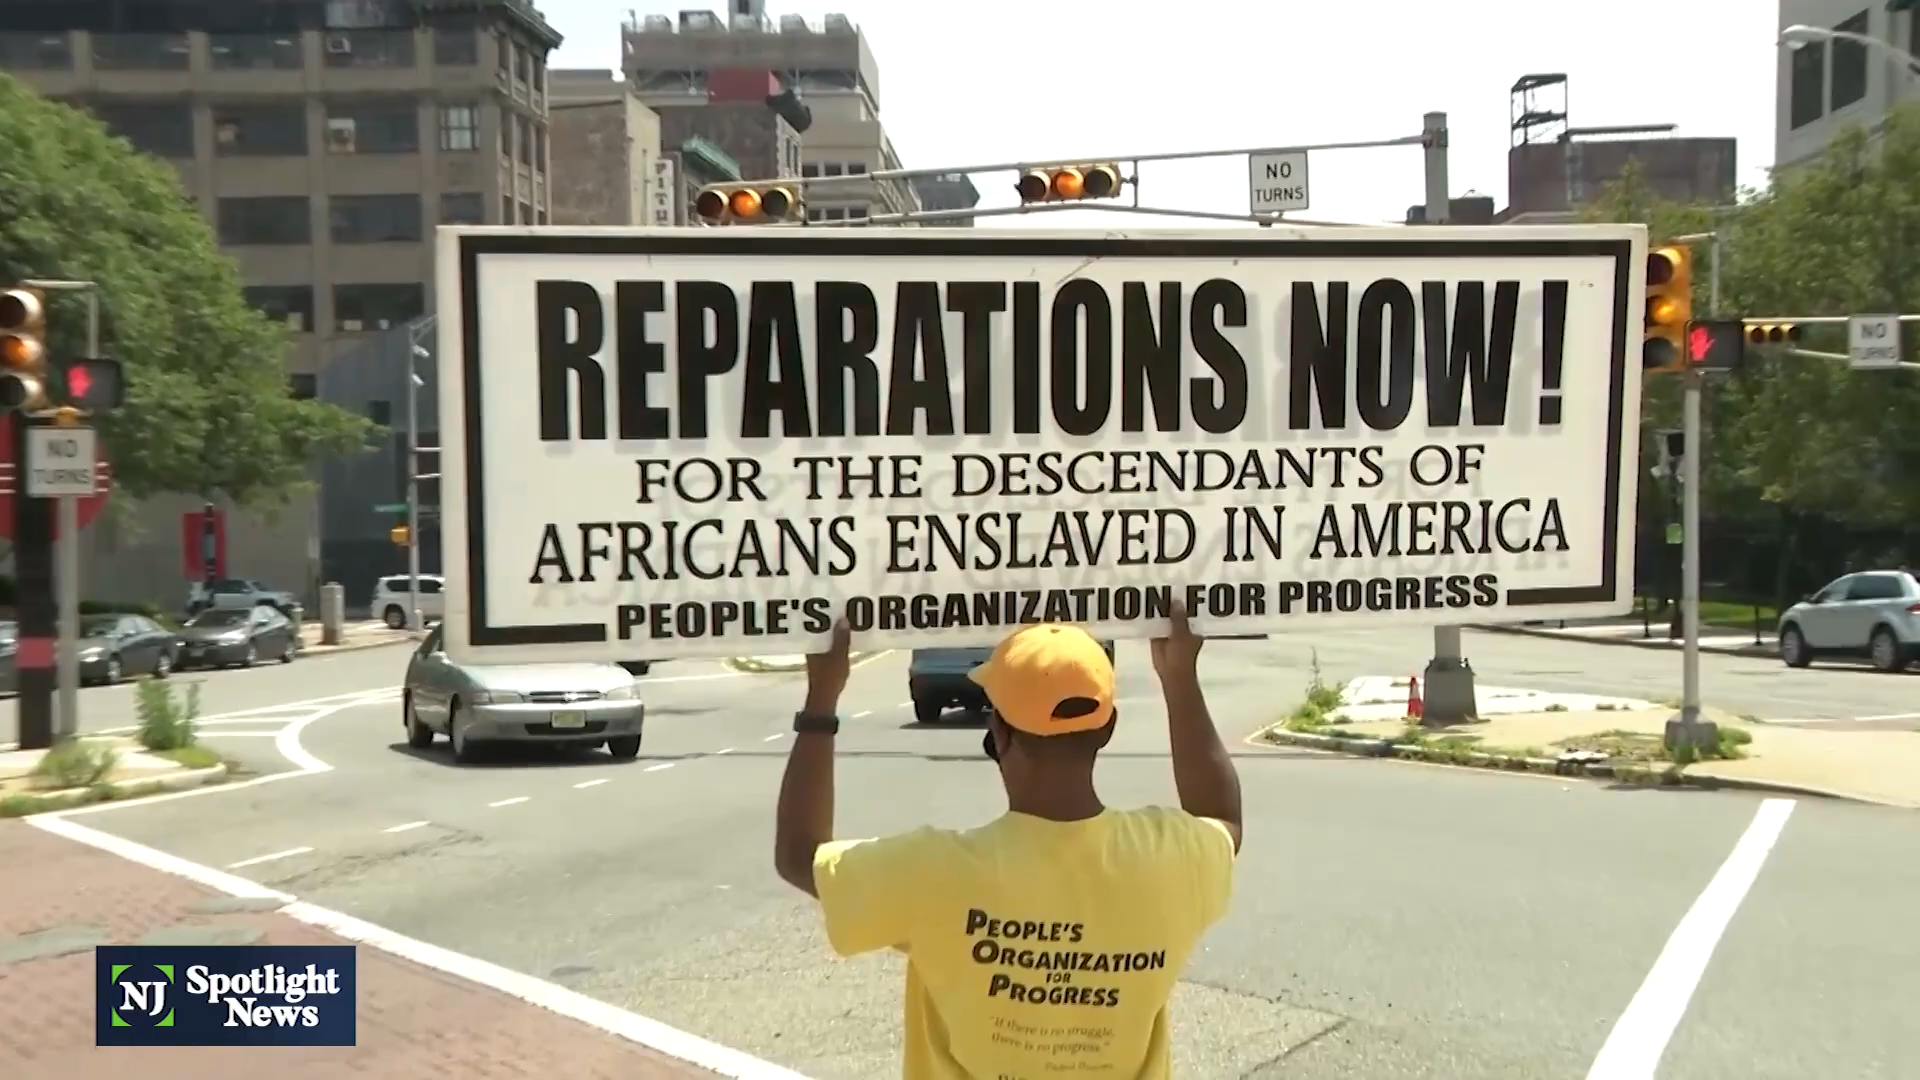 NO
TURNS
REPARATIONS NOW!
FOR THE DESCENDANTS OF
AFRICANS ENSLAVED IN AMERICA
PEOPLE'S ORGANIZATION FOR PROGRESS
NO
TURNS
NO
TURNS
PEOPLE'S
ORGANIZATION
FOR
PROGRESS
"If there is no struggle,
there is no progress."
NJ Spotlight
News